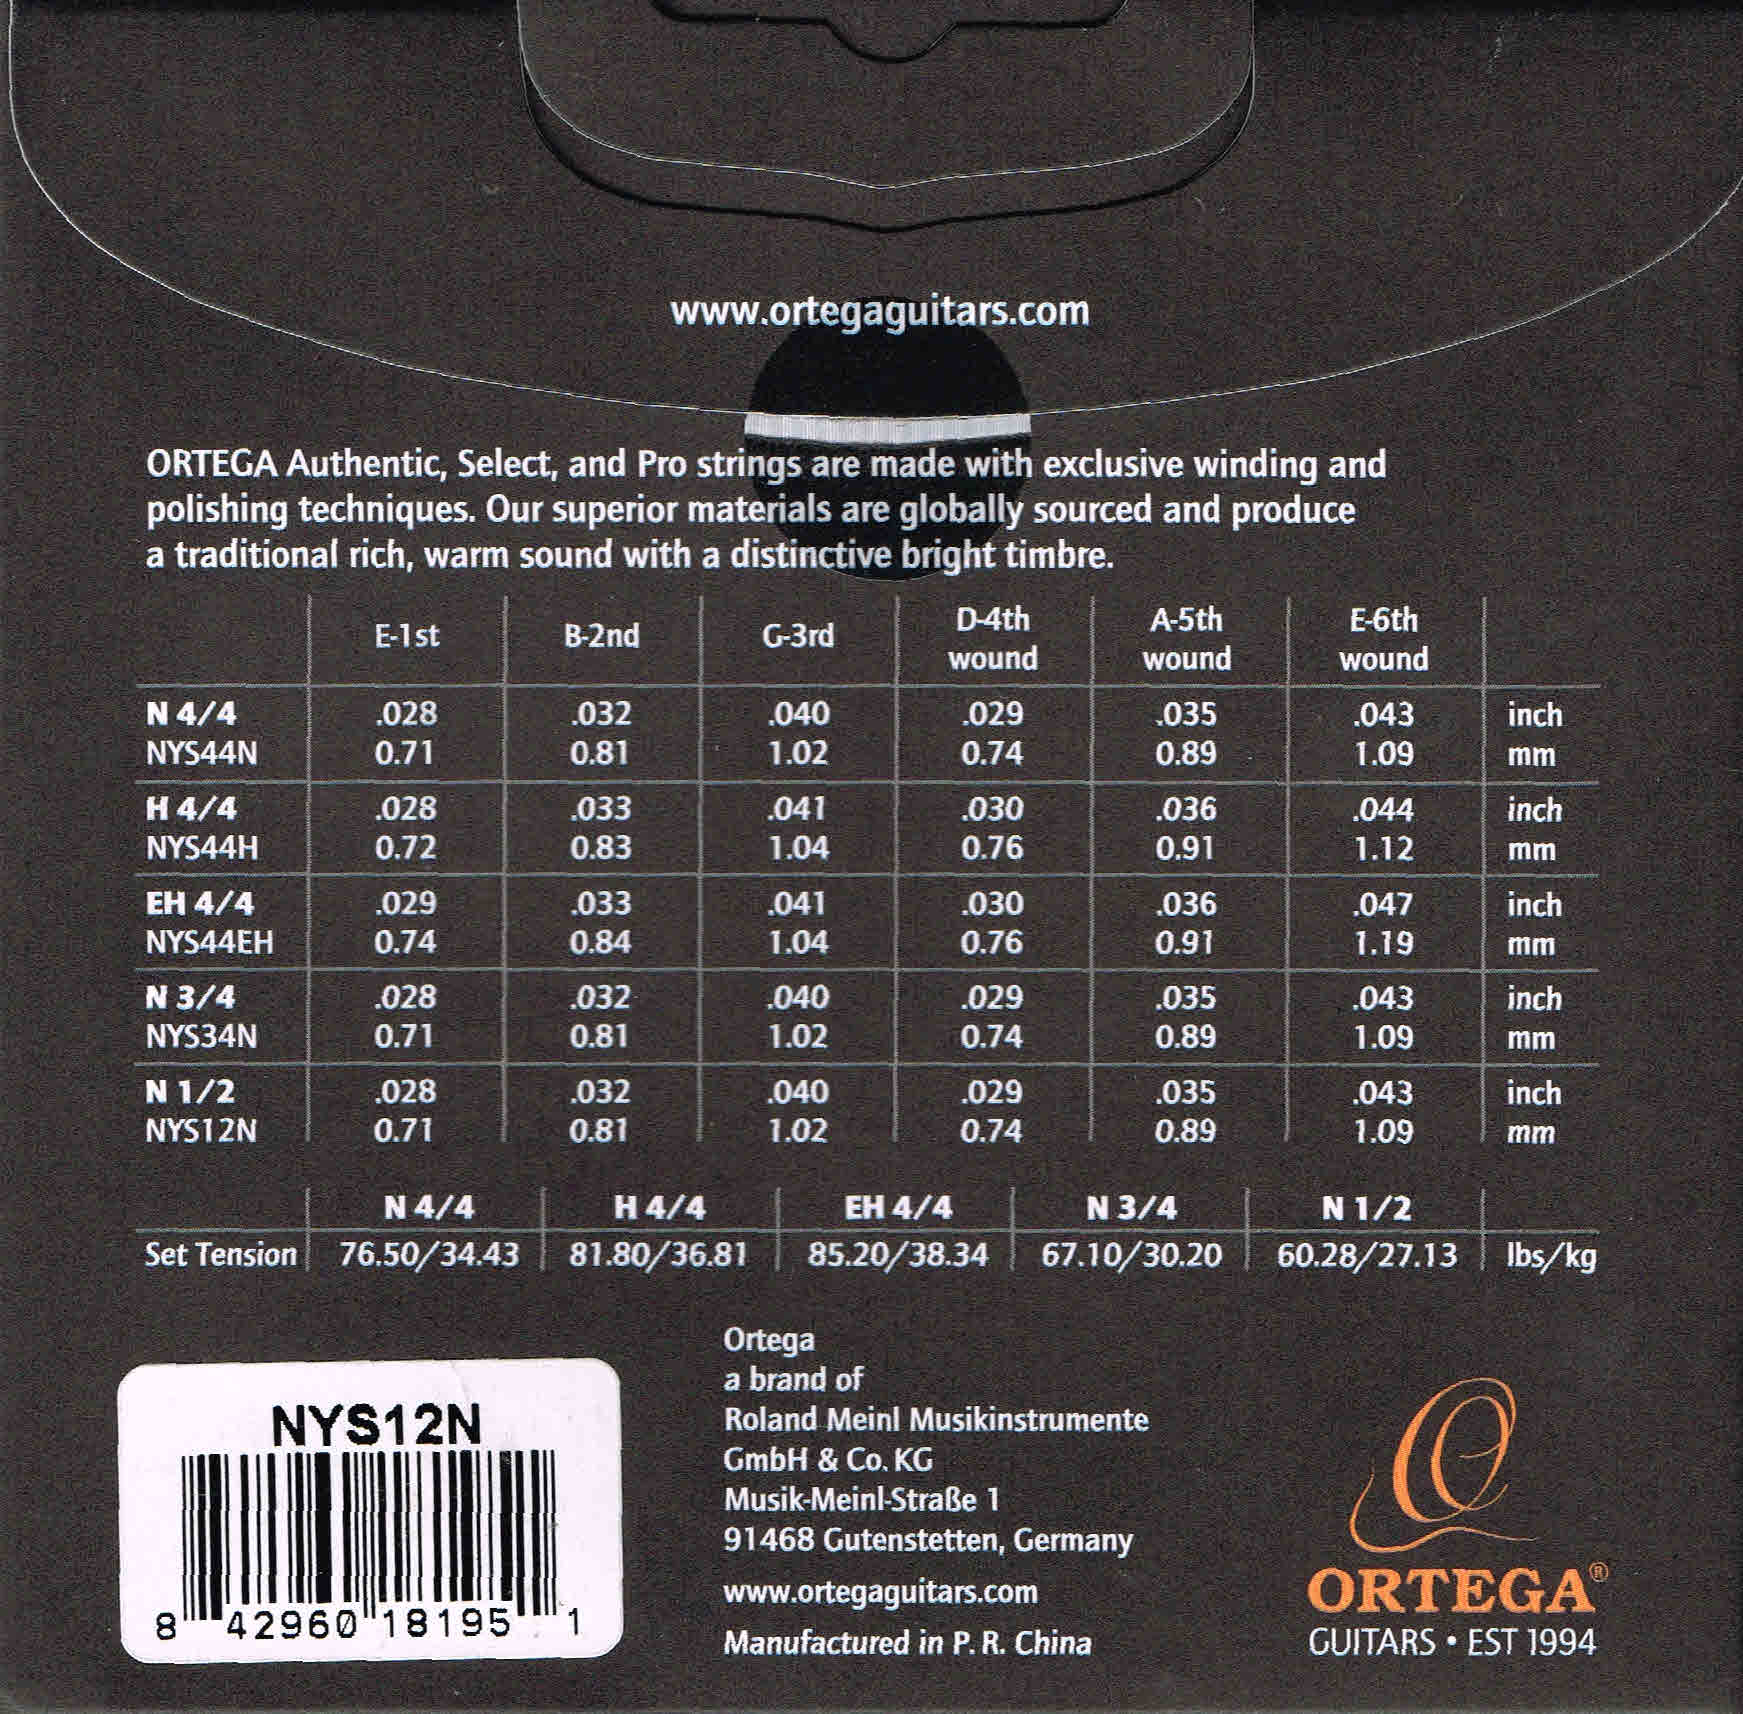 www.ortegaguitars.com
ORTEGA Authentic, Select, and Pro strings are made with exclusive winding and
polishing techniques. Our superior materials are globally sourced and produce
a traditional rich, warm sound with a distinctive bright timbre.
E-1st B-2nd G-3rd D-4th wound A-5th wound E-6th wound
N 4/4 .028 .032 .040 .029 .035 .043 inch
NYS44N 0.71 0.81 1.02 0.74 0.89 1.09 mm
H 4/4 .028 .033 .041 .030 .036 .044 inch
NYS44H 0.72 0.83 1.04 0.76 0.91 1.12 mm
EH 4/4 .029 .033 .041 .030 .036 .047 inch
NYS44EH 0.74 0.84 1.04 0.76 0.91 1.19 mm
N 3/4 .028 .032 .040 .029 .035 .043 inch
NYS34N 0.71 0.81 1.02 0.74 0.89 1.09 mm
N 1/2 .028 .032 .040 .029 .035 .043 inch
NYS12N 0.71 0.81 1.02 0.74 0.89 1.09 mm
N 4/4 H 4/4 EH 4/4 N 3/4 N 1/2
Set Tension 76.50/34.43 81.80/36.81 85.20/38.34 67.10/30.20 60.28/27.13 lbs/kg
NYS12N
8 42960 18195 1
Ortega
a brand of
Roland Meinl Musikinstrumente
GmbH & Co. KG
Musik-Meinl-Straße 1
91468 Gutenstetten, Germany
www.ortegaguitars.com
Manufactured in P. R. China
ORTEGA®
GUITARS • EST 1994